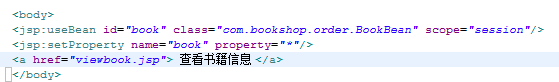 <body>
<jsp:useBean id="book" class="com.bookshop.order.BookBean" scope="session"/>
<jsp:setProperty name="book" property="*"/>
<a href="viewbook.jsp"> 查看书籍信息 </a>
</body>